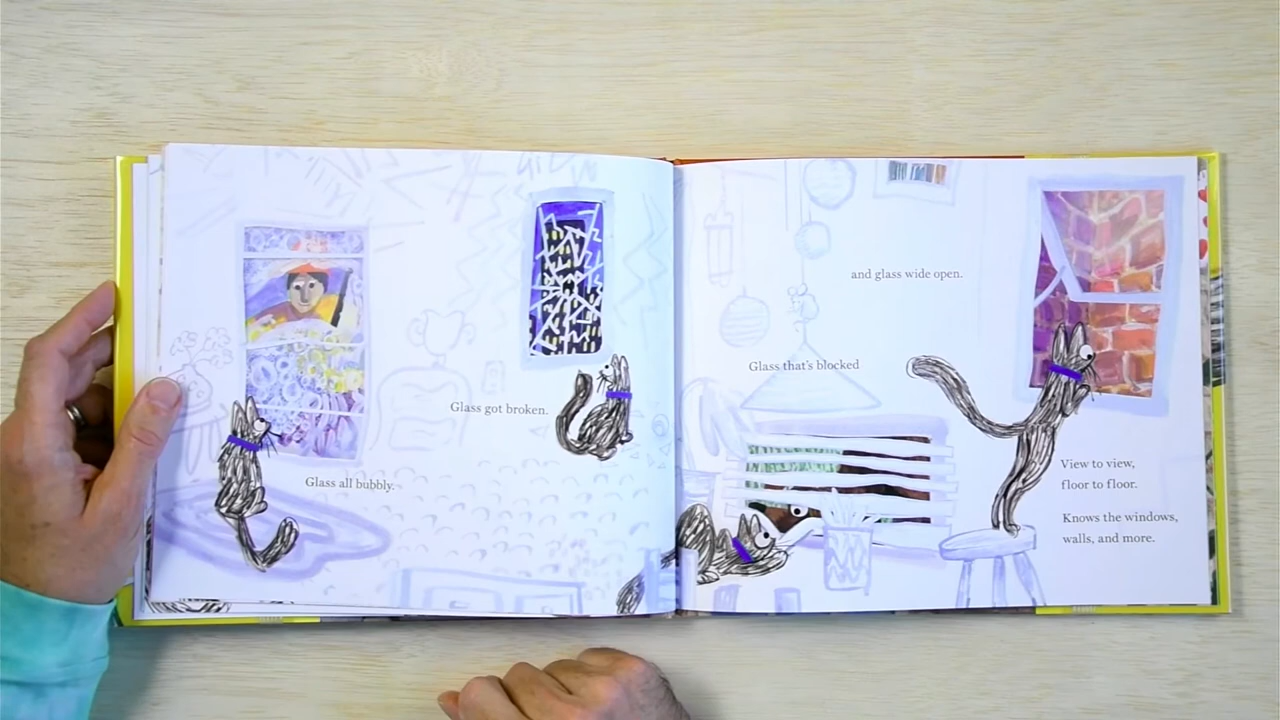 Glass all bubbly.
Glass got broken.
Glass that's blocked
and glass wide open.
View to view,
floor to floor.
Knows the windows,
walls, and more.